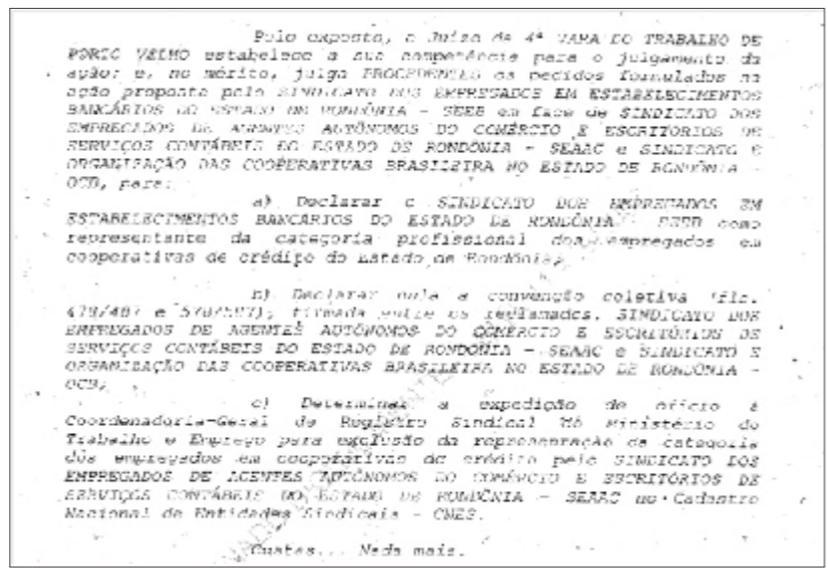 Pelo exposto, o Juízo da 4ª VARA DO TRABALHO DE
PORTO VELHO estabelece a sua competência para o julgamento da
ação; e, no mérito, julga PROCEDENTES os pedidos formulados na
ação proposta pelo SINDICATO DOS EMPREGADOS EM ESTABELECIMENTOS
BANCÁRIOS DO ESTADO DE RONDÔNIA - SEEB em face de SINDICATO DOS
EMPREGADOS DE AGENTES AUTÔNOMOS DO COMÉRCIO E ESCRITÓRIOS DE
SERVIÇOS CONTÁBEIS DO ESTADO DE RONDÔNIA - SEAAC e SINDICATO E
ORGANIZAÇÃO DAS COOPERATIVAS BRASILEIRA NO ESTADO DE RONDÔNIA -
OCB, para:
a) Declarar o SINDICATO DOS EMPREGADOS EM
ESTABELECIMENTOS BANCÁRIOS DO ESTADO DE RONDÔNIA - SEEB como
representante da categoria profissional dos empregados em
cooperativas de crédito do Estado de Rondônia;
b) Declarar nula a convenção coletiva (fls.
479/487 e 578/587), firmada entre os reclamados, SINDICATO DOS
EMPREGADOS DE AGENTES AUTÔNOMOS DO COMÉRCIO E ESCRITÓRIOS DE
SERVIÇOS CONTÁBEIS DO ESTADO DE RONDÔNIA - SEAAC e SINDICATO E
ORGANIZAÇÃO DAS COOPERATIVAS BRASILEIRA NO ESTADO DE RONDÔNIA -
OCB;
c) Determinar a expedição de ofício à
Coordenadoria-Geral de Registro Sindical do Ministério do
Trabalho e Emprego para exclusão da representação da categoria
dos empregados em cooperativas de crédito pelo SINDICATO DOS
EMPREGADOS DE AGENTES AUTÔNOMOS DO COMÉRCIO E ESCRITÓRIOS DE
SERVIÇOS CONTÁBEIS DO ESTADO DE RONDÔNIA - SEAAC no Cadastro
Nacional de Entidades Sindicais - CNES.
Custas... Nada mais.